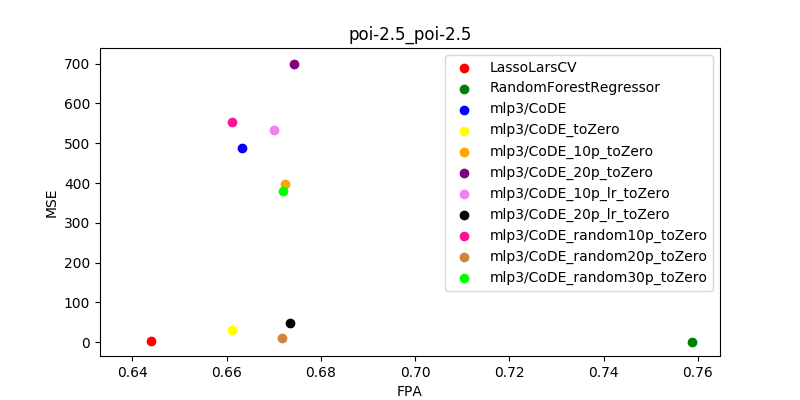 poi-2.5_poi-2.5
MSE
700
600
500
400
300
200
100
0
LassoLarsCV
RandomForestRegressor
mlp3/CoDE
mlp3/CoDE_toZero
mlp3/CoDE_10p_toZero
mlp3/CoDE_20p_toZero
mlp3/CoDE_10p_lr_toZero
mlp3/CoDE_20p_lr_toZero
mlp3/CoDE_random10p_toZero
mlp3/CoDE_random20p_toZero
mlp3/CoDE_random30p_toZero
0.64 0.66 0.68 0.70 0.72 0.74 0.76
FPA